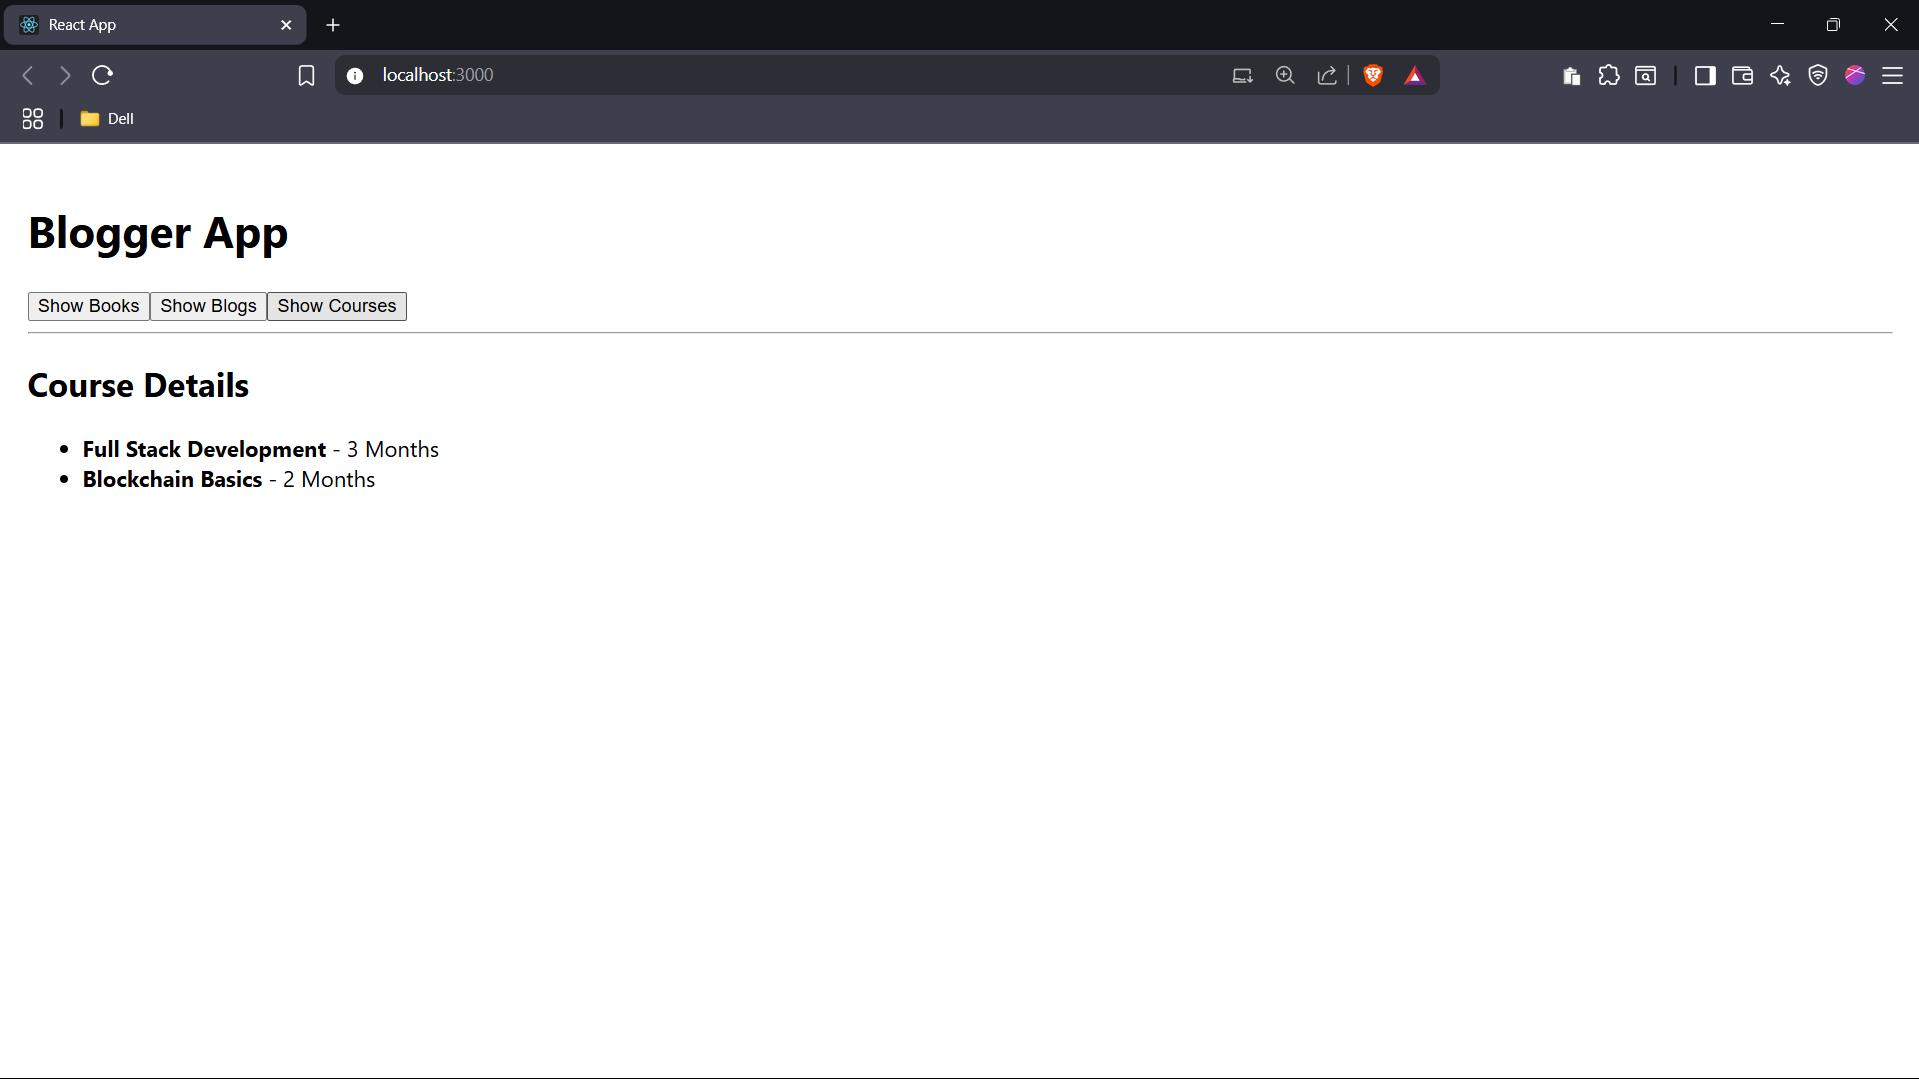 React App
localhost:3000
Dell
Blogger App
Show Books Show Blogs Show Courses
Course Details
• Full Stack Development - 3 Months
• Blockchain Basics - 2 Months